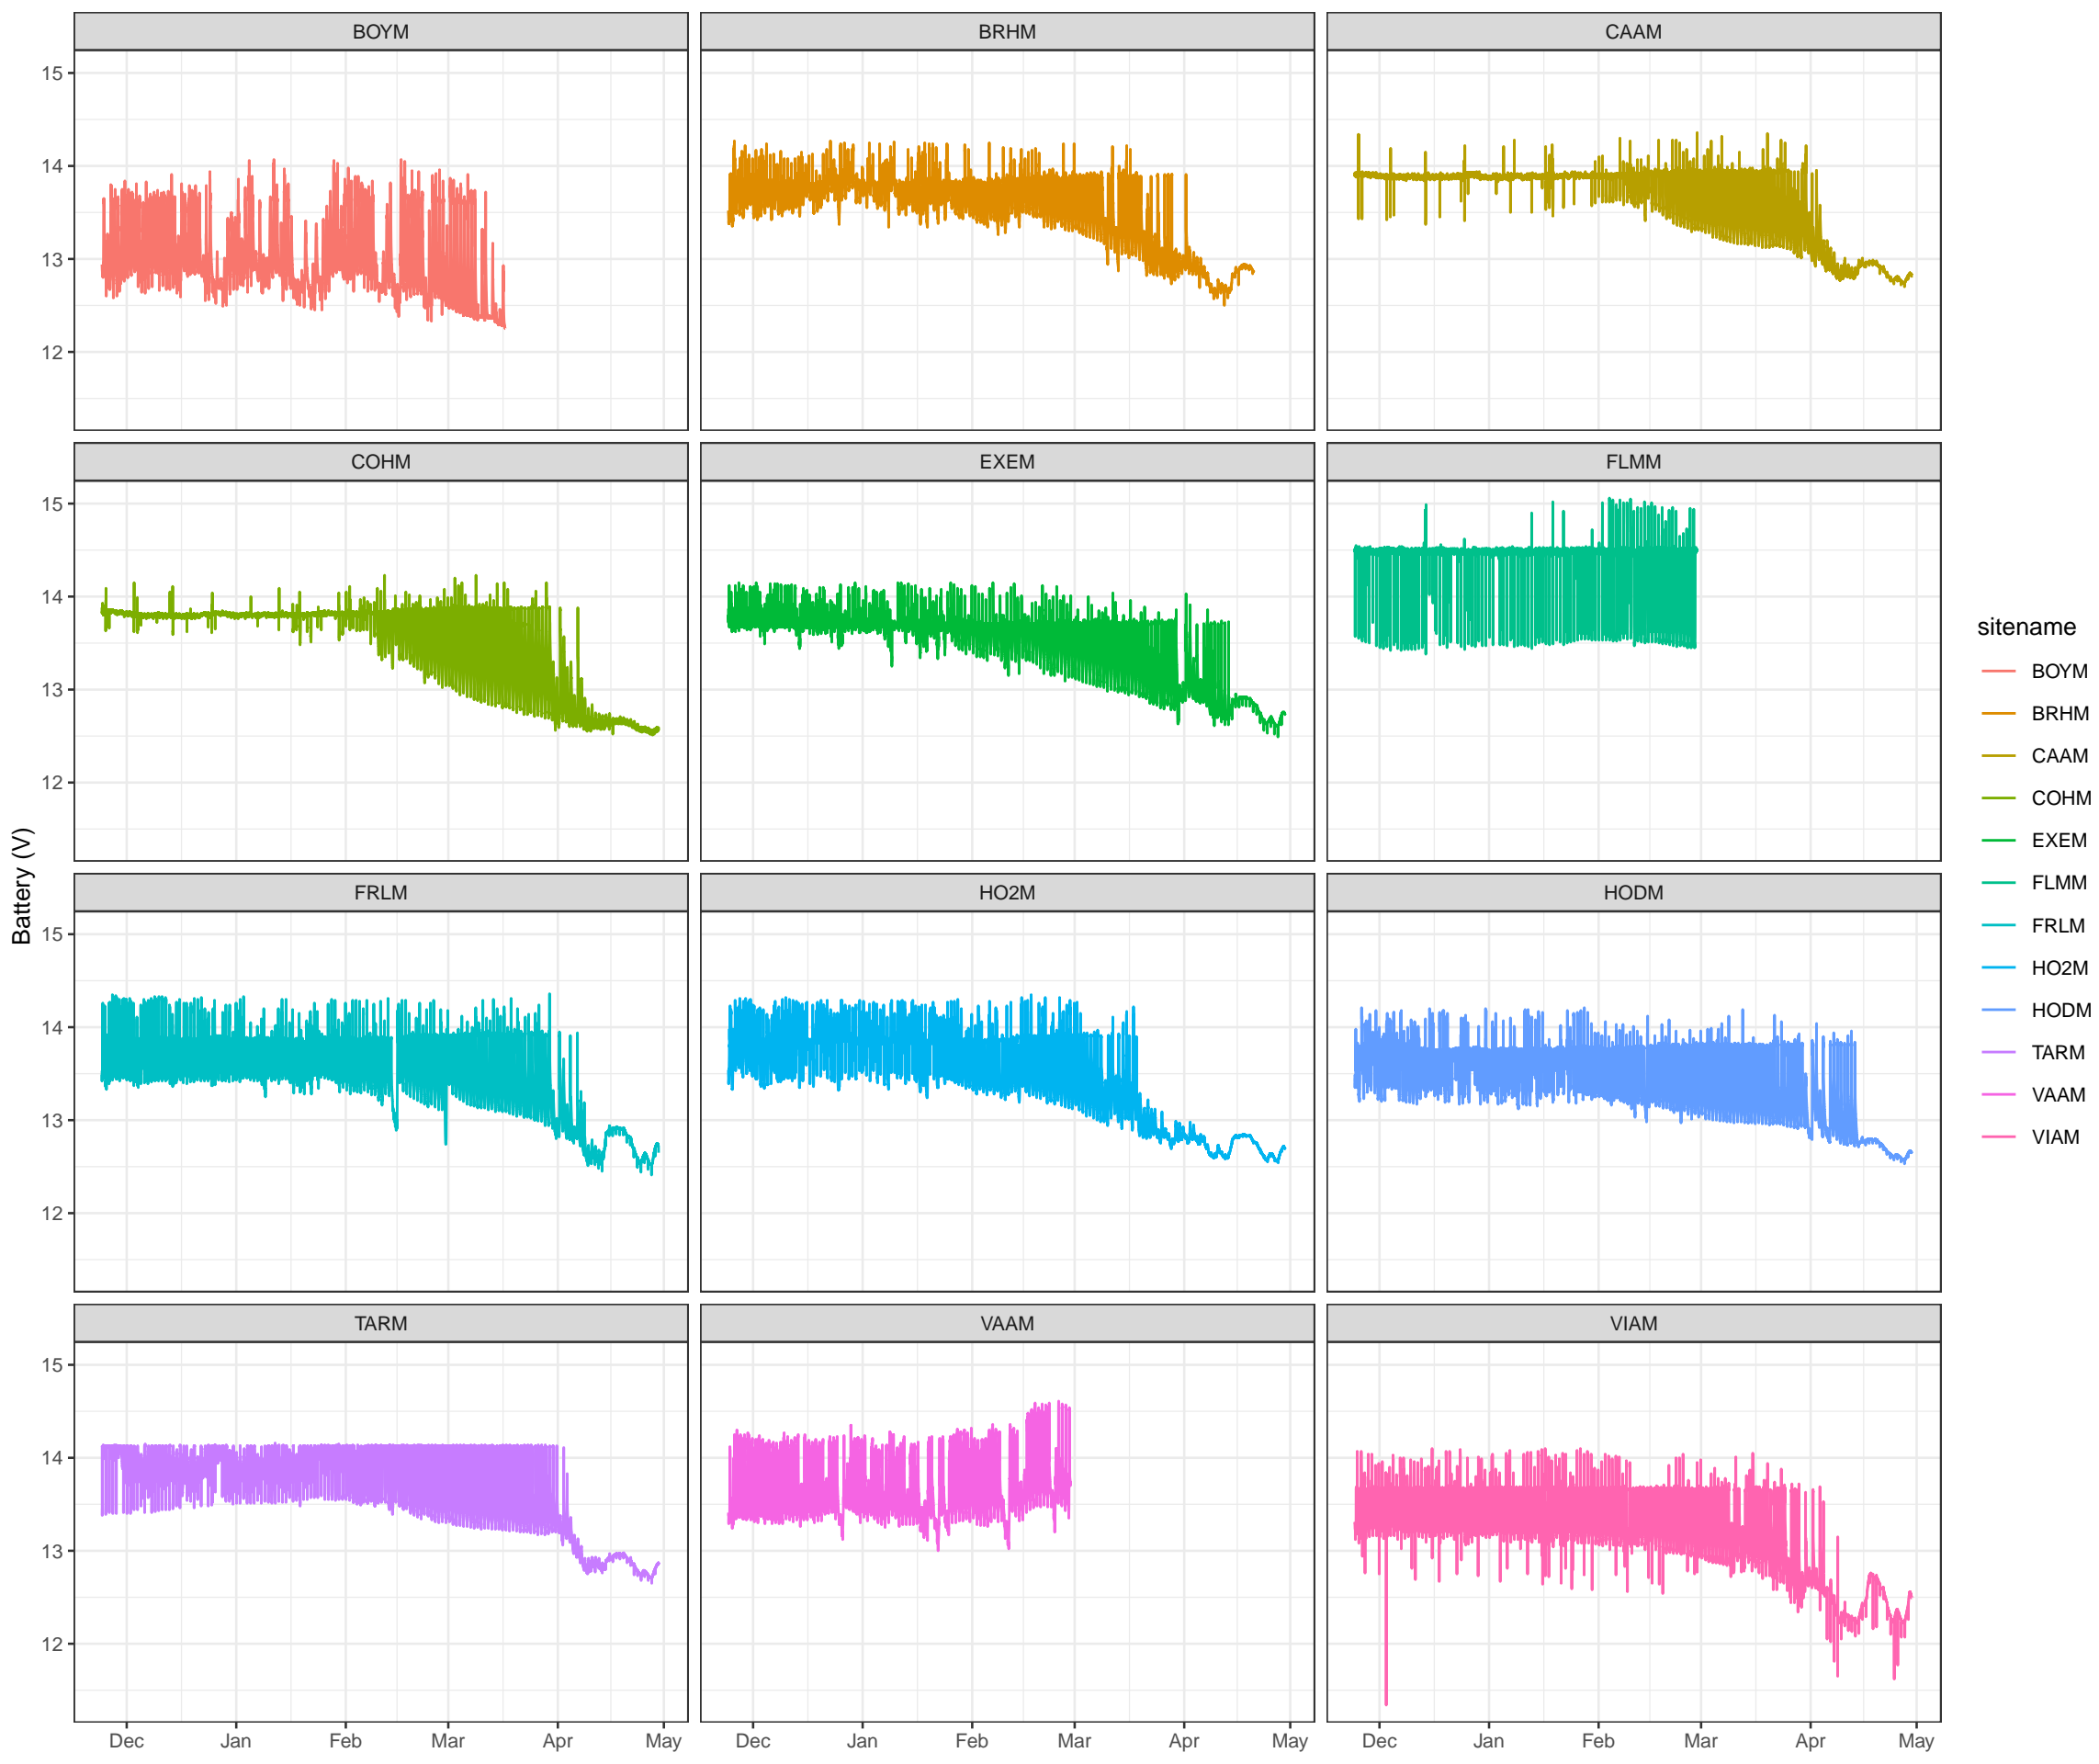 BOYM BRHM CAAM
15
14
13
12
COHM EXEM FLMM
15
14
13
12
FRLM HO2M HODM
15
14
13
12
TARM VAAM VIAM
15
14
13
12
Dec Jan Feb Mar Apr May Dec Jan Feb Mar Apr May Dec Jan Feb Mar Apr May
Battery (V)
sitename
BOYM
BRHM
CAAM
COHM
EXEM
FLMM
FRLM
HO2M
HODM
TARM
VAAM
VIAM